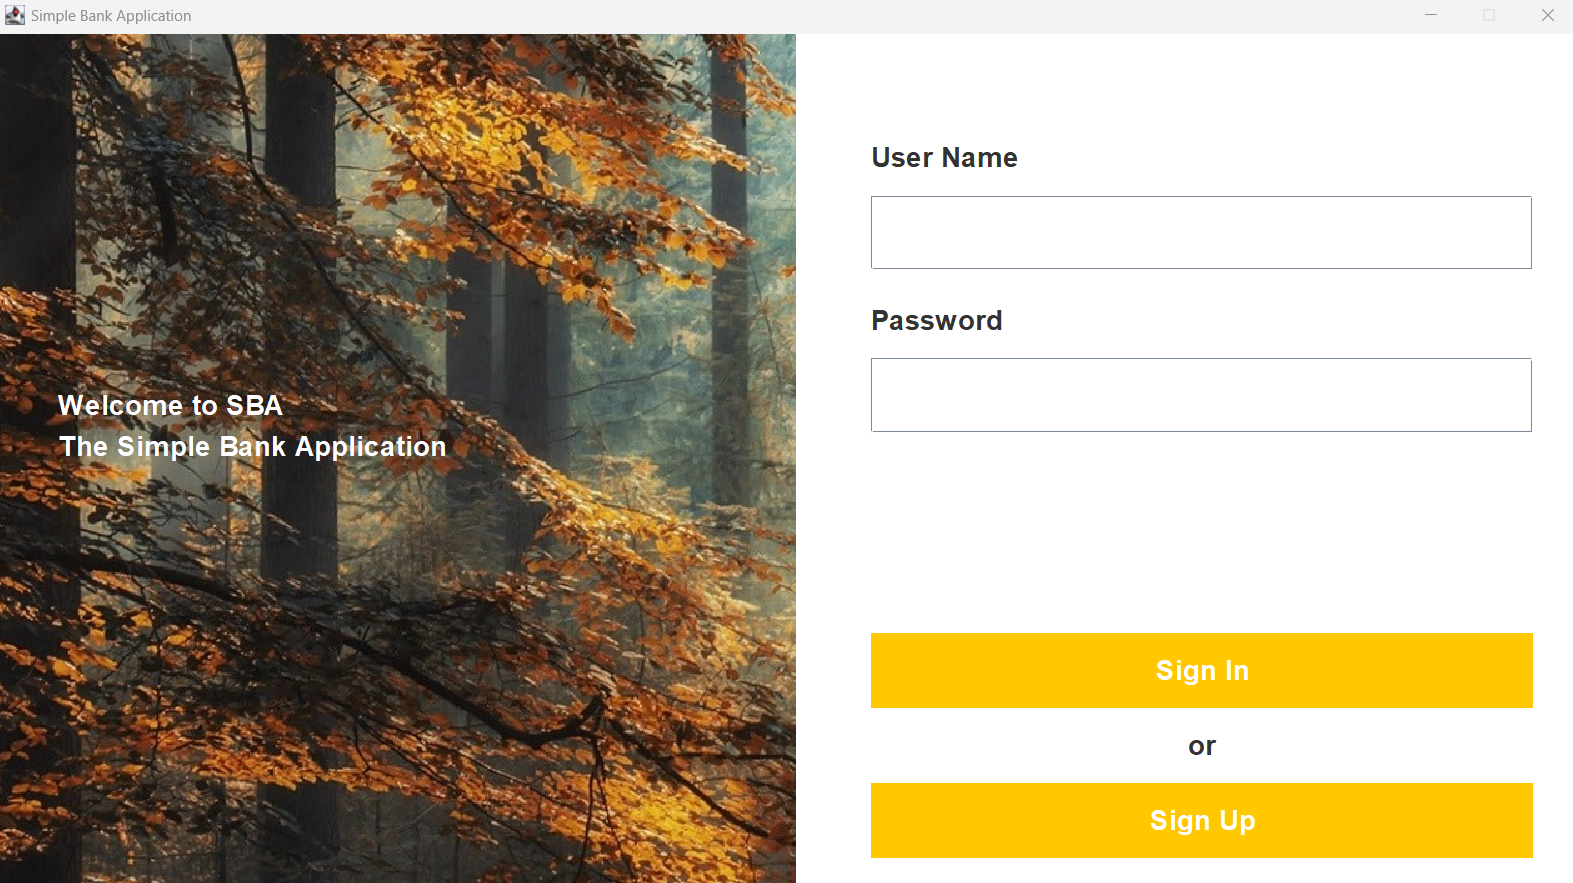 Simple Bank Application
Welcome to SBA
The Simple Bank Application
User Name
Password
Sign In
or
Sign Up